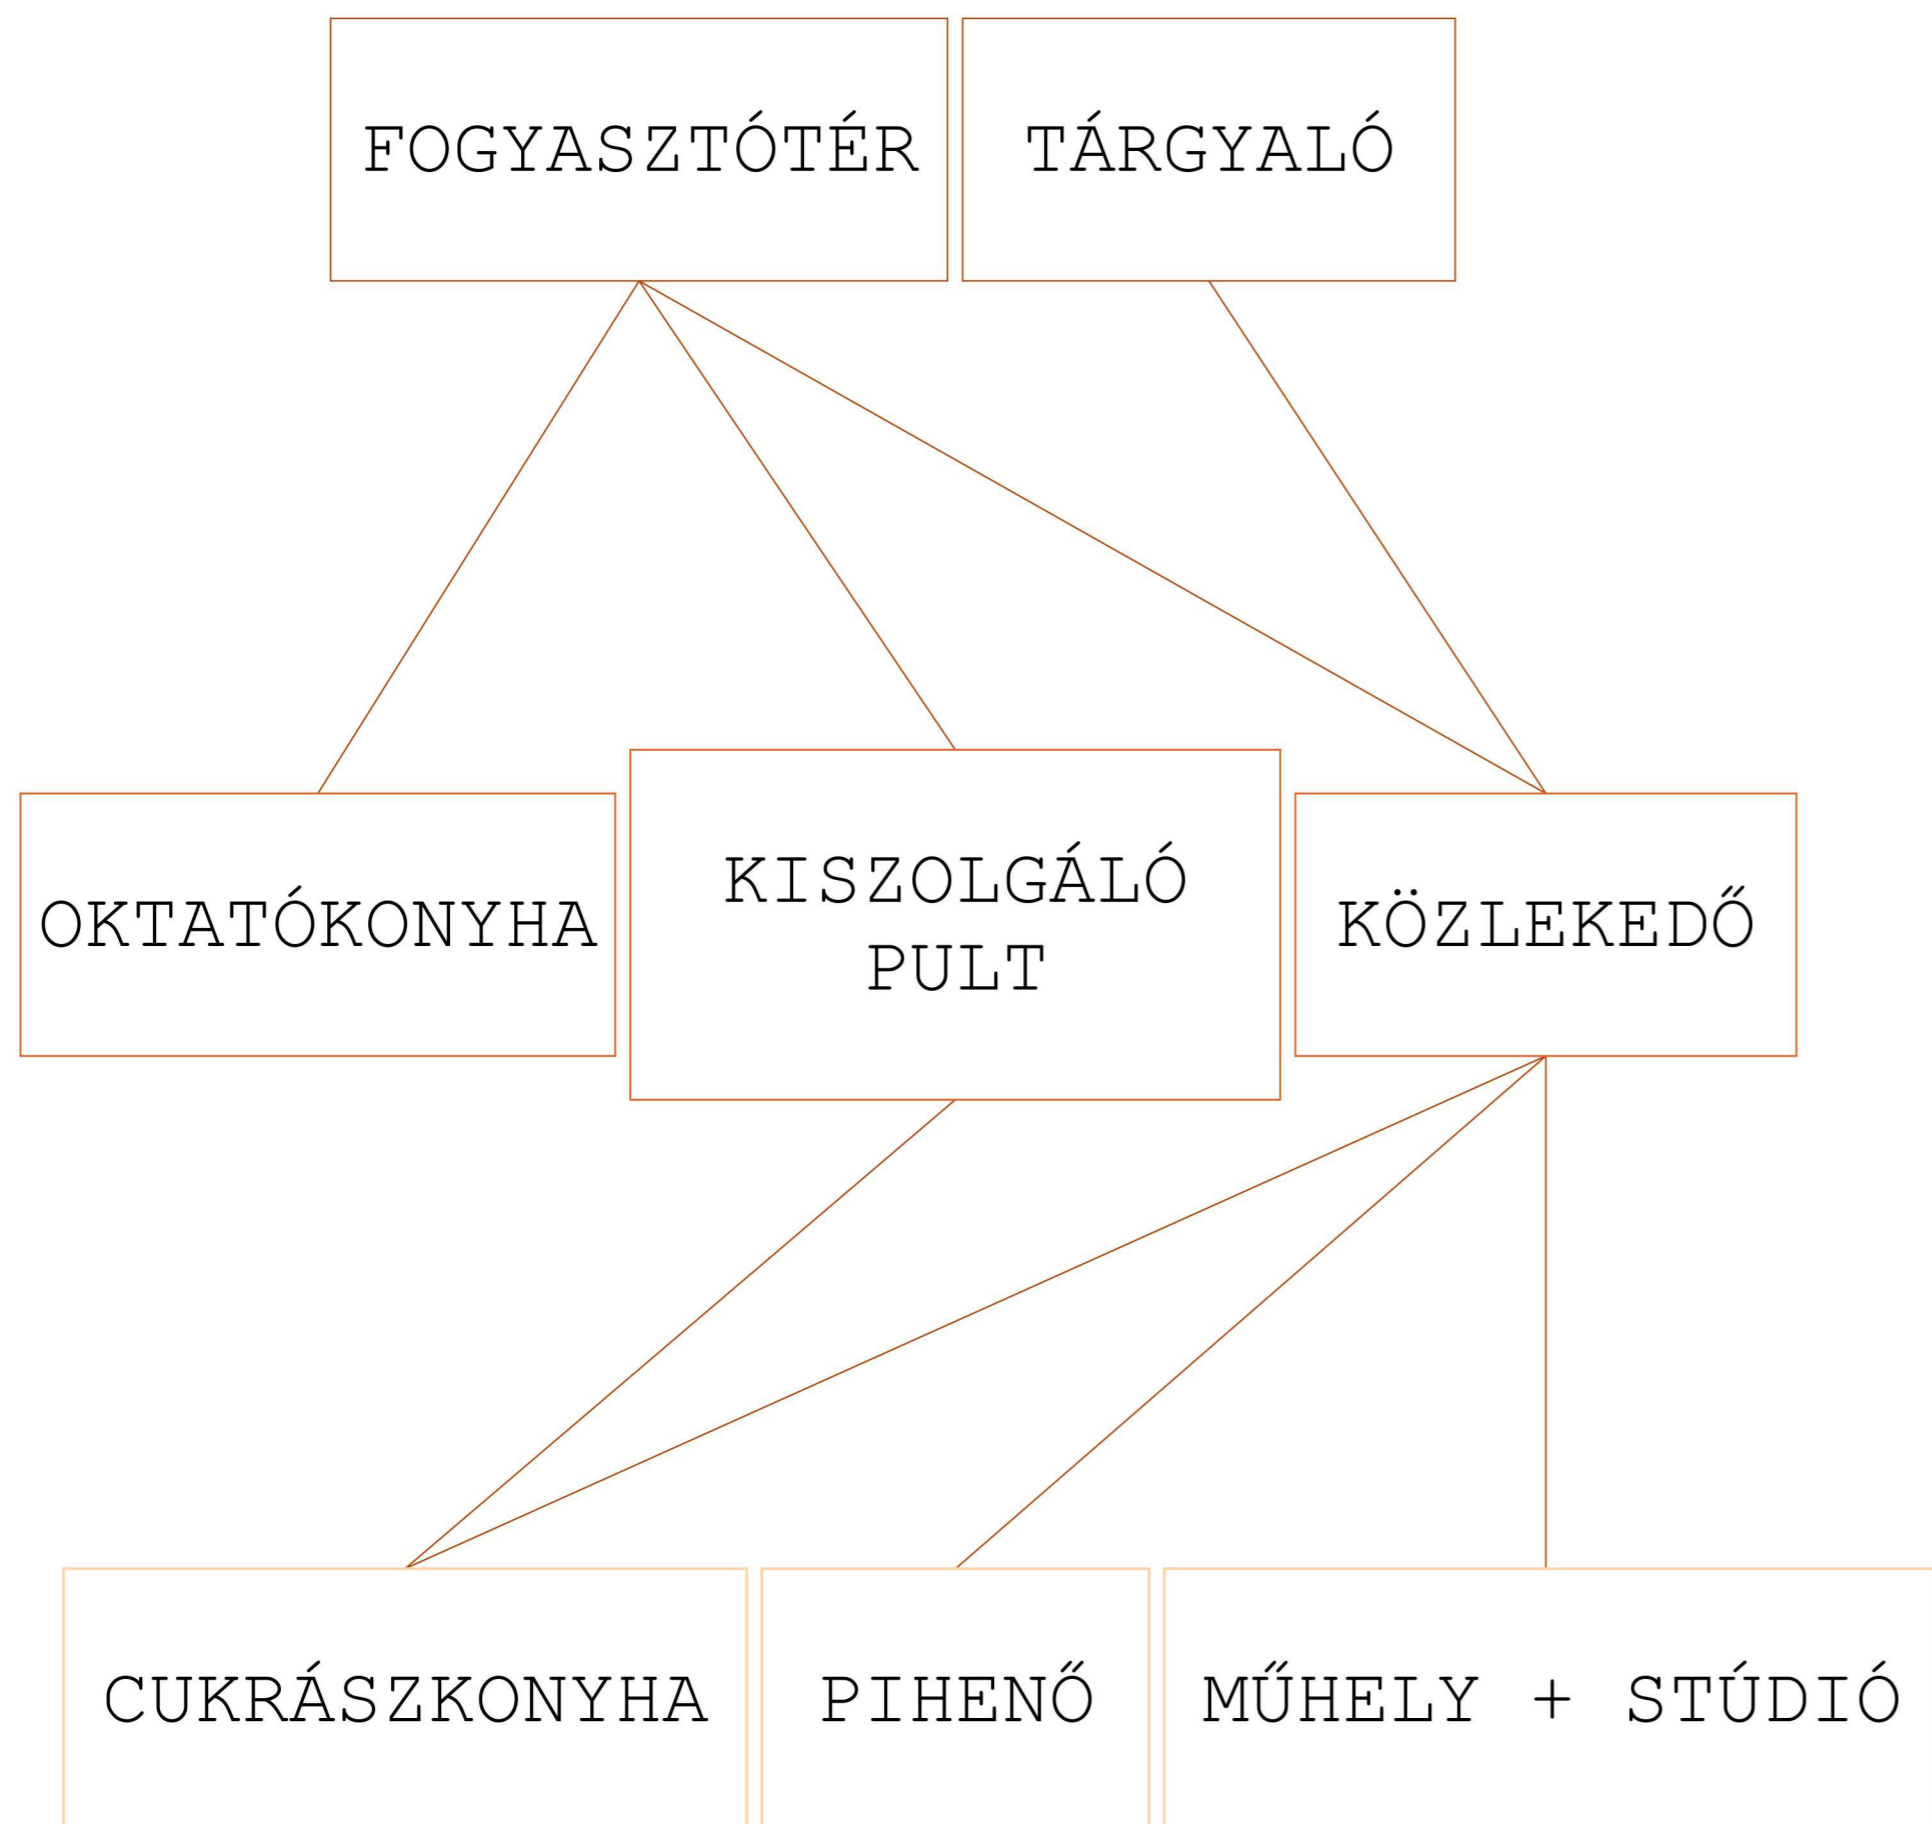 FOGYASZTÓTÉR
TÁRGYALÓ
OKTATÓKONYHA
KISZOLGÁLÓ
PULT
KÖZLEKEDŐ
CUKRÁSZKONYHA
PIHENŐ
MŰHELY + STÚDIÓ